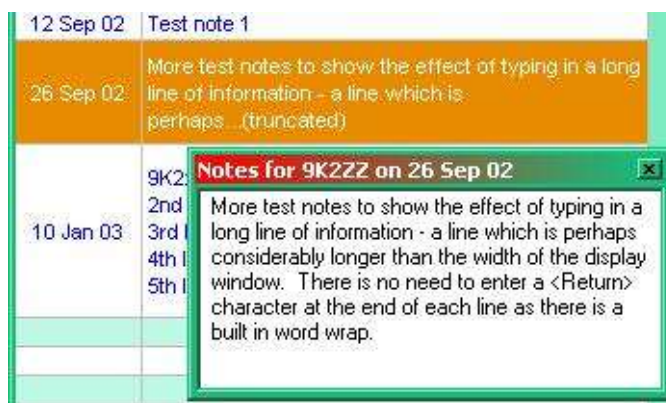 12 Sep 02 Test note 1
26 Sep 02 More test notes to show the effect of typing in a long
line of information - a line which is
perhaps...(truncated)
10 Jan 03
2nd
3rd
4th
5th
Notes for 9K2ZZ on 26 Sep 02
More test notes to show the effect of typing in a
long line of information - a line which is perhaps
considerably longer than the width of the display
window. There is no need to enter a <Return>
character at the end of each line as there is a
built in word wrap.